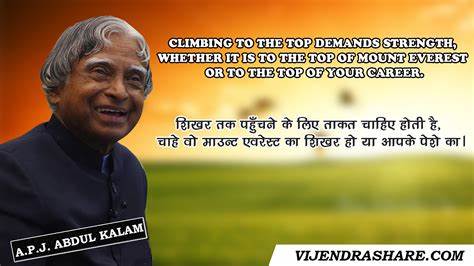 CLIMBING TO THE TOP DEMANDS STRENGTH,
WHETHER IT IS TO THE TOP OF MOUNT EVEREST
OR TO THE TOP OF YOUR CAREER.
शिखर तक पहुँचने के लिए ताकत चाहिए होती है,
चाहे वो माउन्ट एवरेस्ट का शिखर हो या आपके पेशे का।
A.P.J. ABDUL KALAM
VIJENDRASHARE.COM